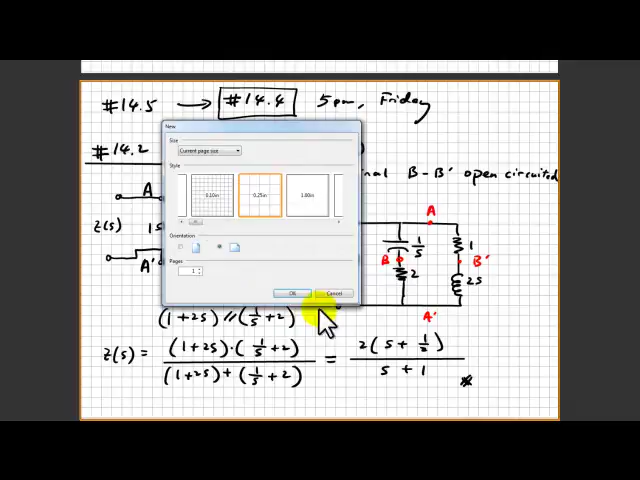 #14.5 → #14.4 5pm, Friday
#14.2
nal B-B' open circuited
New
Size
Current page size
Style
0.10in
0.25in
1.00in
Orientation
Pages
1
OK
Cancel
A
Z(s)
A'
A
1/s
1
B
B'
2
2s
A'
(1+2s) // (1/s + 2)
Z(s) = (1+2s)·(1/s + 2) / (1+2s)+(1/s + 2) = 2(s + 1/2) / s + 1